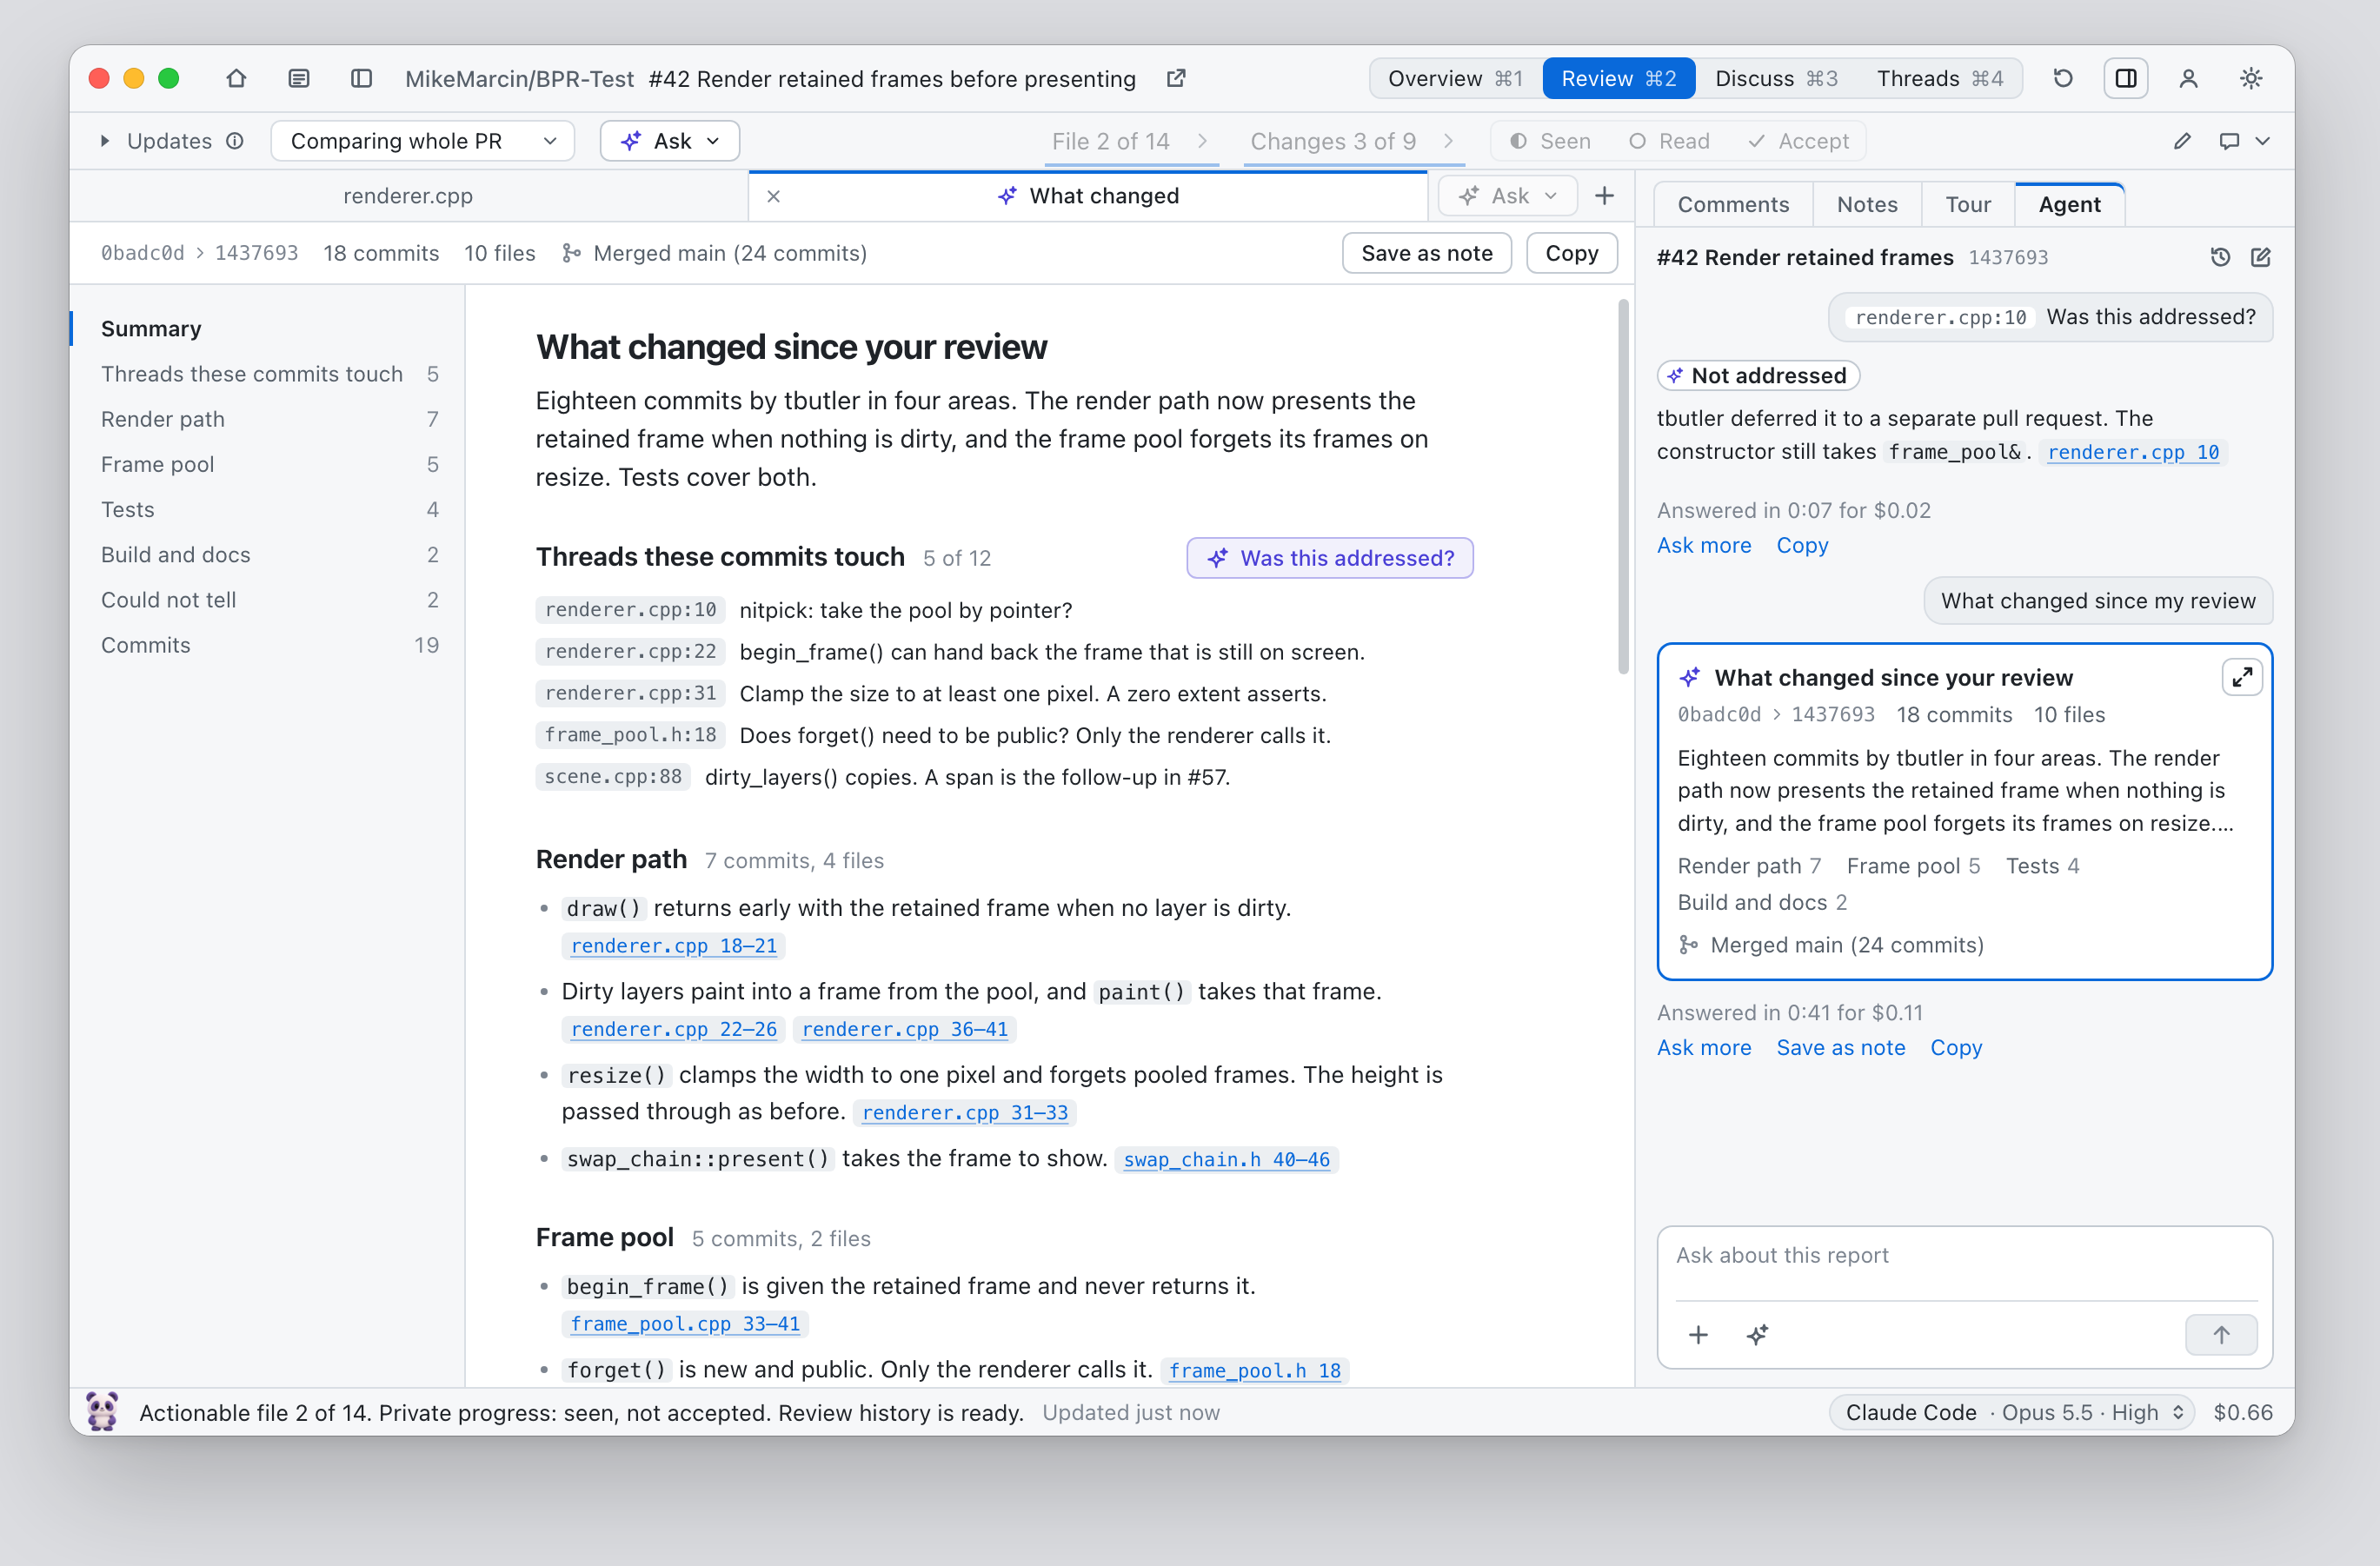 MikeMarcin/BPR-Test #42 Render retained frames before presenting
Overview ⌘1 Review ⌘2 Discuss ⌘3 Threads ⌘4
Updates Comparing whole PR Ask File 2 of 14 Changes 3 of 9 Seen Read Accept
renderer.cpp What changed Ask
0badc0d > 1437693 18 commits 10 files Merged main (24 commits) Save as note Copy
Summary
Threads these commits touch 5
Render path 7
Frame pool 5
Tests 4
Build and docs 2
Could not tell 2
Commits 19
What changed since your review
Eighteen commits by tbutler in four areas. The render path now presents the
retained frame when nothing is dirty, and the frame pool forgets its frames on
resize. Tests cover both.
Threads these commits touch 5 of 12 Was this addressed?
renderer.cpp:10 nitpick: take the pool by pointer?
renderer.cpp:22 begin_frame() can hand back the frame that is still on screen.
renderer.cpp:31 Clamp the size to at least one pixel. A zero extent asserts.
frame_pool.h:18 Does forget() need to be public? Only the renderer calls it.
scene.cpp:88 dirty_layers() copies. A span is the follow-up in #57.
Render path 7 commits, 4 files
• draw() returns early with the retained frame when no layer is dirty.
renderer.cpp 18–21
• Dirty layers paint into a frame from the pool, and paint() takes that frame.
renderer.cpp 22–26 renderer.cpp 36–41
• resize() clamps the width to one pixel and forgets pooled frames. The height is
passed through as before. renderer.cpp 31–33
• swap_chain::present() takes the frame to show. swap_chain.h 40–46
Frame pool 5 commits, 2 files
• begin_frame() is given the retained frame and never returns it.
frame_pool.cpp 33–41
• forget() is new and public. Only the renderer calls it. frame_pool.h 18
Comments Notes Tour Agent
#42 Render retained frames 1437693
renderer.cpp:10 Was this addressed?
Not addressed
tbutler deferred it to a separate pull request. The
constructor still takes frame_pool&. renderer.cpp 10
Answered in 0:07 for $0.02
Ask more Copy
What changed since my review
What changed since your review
0badc0d > 1437693 18 commits 10 files
Eighteen commits by tbutler in four areas. The render
path now presents the retained frame when nothing is
dirty, and the frame pool forgets its frames on resize....
Render path 7 Frame pool 5 Tests 4
Build and docs 2
Merged main (24 commits)
Answered in 0:41 for $0.11
Ask more Save as note Copy
Ask about this report
Actionable file 2 of 14. Private progress: seen, not accepted. Review history is ready. Updated just now
Claude Code · Opus 5.5 · High $0.66